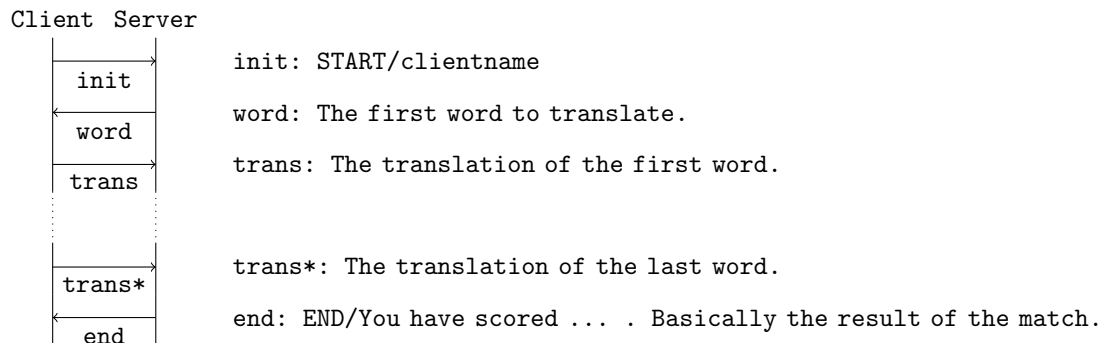 Client Server
init
init: START/clientname
word
word: The first word to translate.
trans
trans: The translation of the first word.
trans*
trans*: The translation of the last word.
end
end: END/You have scored ... . Basically the result of the match.